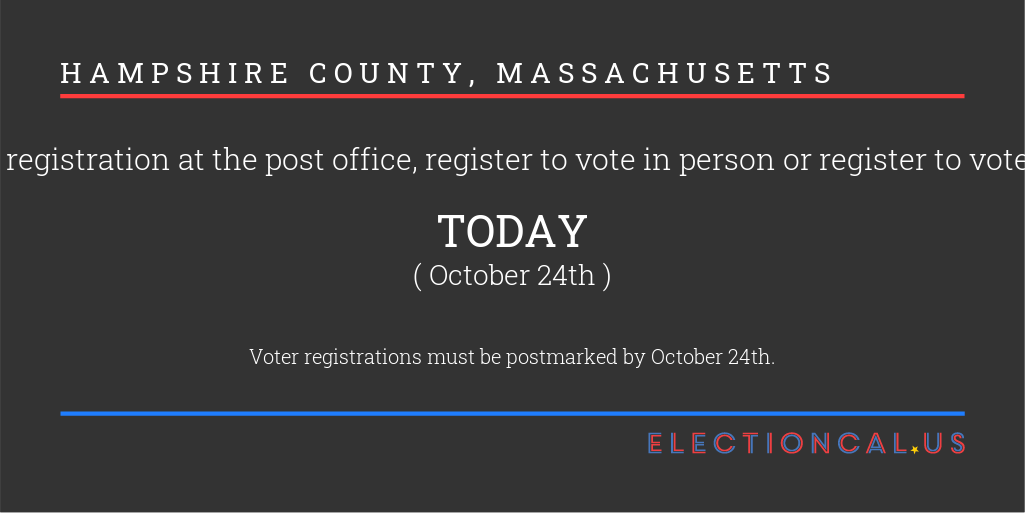 HAMPSHIRE COUNTY, MASSACHUSETTS
registration at the post office, register to vote in person or register to vote
TODAY
( October 24th )
Voter registrations must be postmarked by October 24th.
ELECTIONCAL.US